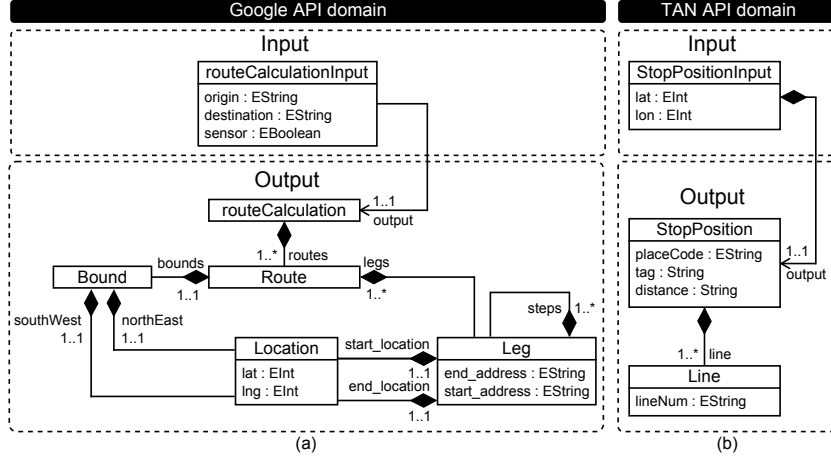 Google API domain
TAN API domain
Input
routeCalculationInput
origin : EString
destination : EString
sensor : EBoolean
Output
1..1
output
routeCalculation
1..*
routes
bounds
1..1
legs
1..*
Bound
Route
southWest
1..1
northEast
1..1
steps
1..*
Location
lat : EInt
lng : EInt
start_location
1..1
end_location
1..1
Leg
end_address : EString
start_address : EString
(a)
Input
StopPositionInput
lat : EInt
lon : EInt
Output
1..1
output
StopPosition
placeCode : EString
tag : String
distance : String
1..*
line
Line
lineNum : EString
(b)